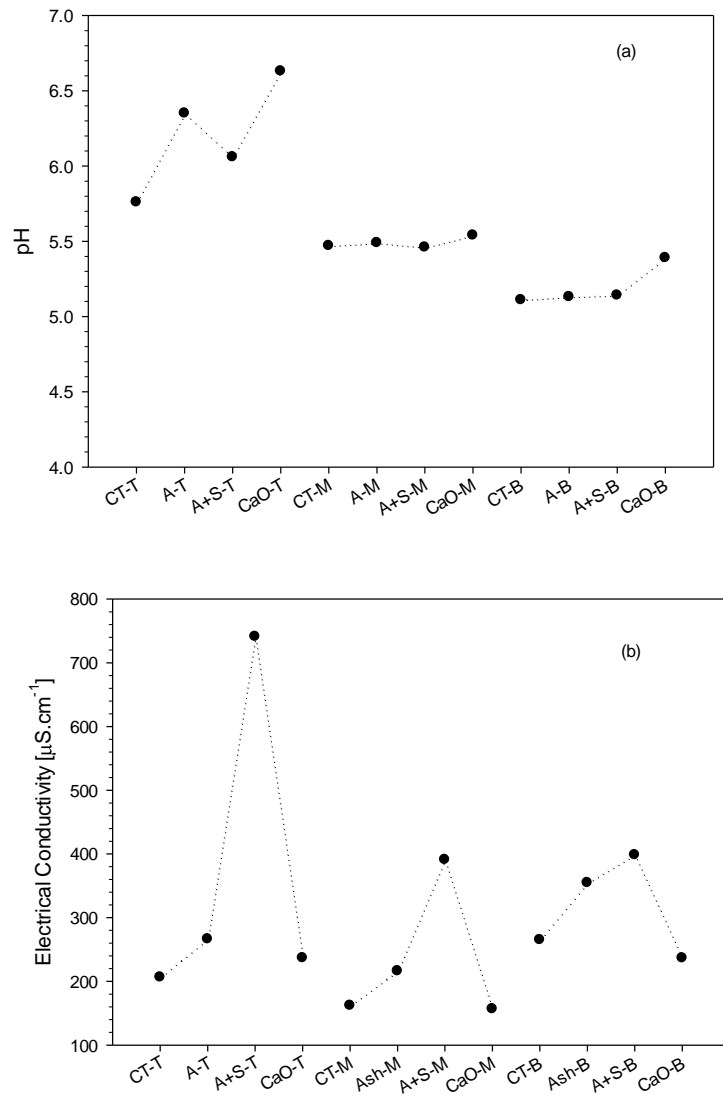 7.0
(a)
6.5
6.0
5.5
5.0
4.5
4.0
pH
CT-T
A-T
A+S-T
CaO-T
CT-M
A-M
A+S-M
CaO-M
CT-B
A-B
A+S-B
CaO-B
800
(b)
700
600
500
400
300
200
100
Electrical Conductivity [µS.cm⁻¹]
CT-T
A-T
A+S-T
CaO-T
CT-M
Ash-M
A+S-M
CaO-M
CT-B
Ash-B
A+S-B
CaO-B